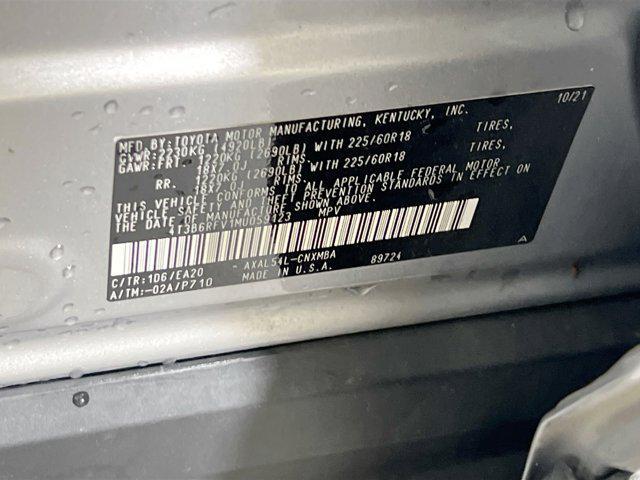 MFD. BY: TOYOTA MOTOR MANUFACTURING, KENTUCKY, INC. 10/21
GVWR: 2230KG (4920LB)
GAWR: FRT. 1220KG (2690LB) WITH 225/60R18 TIRES,
18X7.0J RIMS.
RR. 1220KG (2690LB) WITH 225/60R18 TIRES,
18X7.0J RIMS.
THIS VEHICLE CONFORMS TO ALL APPLICABLE FEDERAL MOTOR
VEHICLE SAFETY AND THEFT PREVENTION STANDARDS IN EFFECT ON
THE DATE OF MANUFACTURE SHOWN ABOVE.
MPV
C/TR:1D6/EA20 AXAL54L-CNXMBA 89724 A
A/TM:-02A/P710 MADE IN U.S.A.